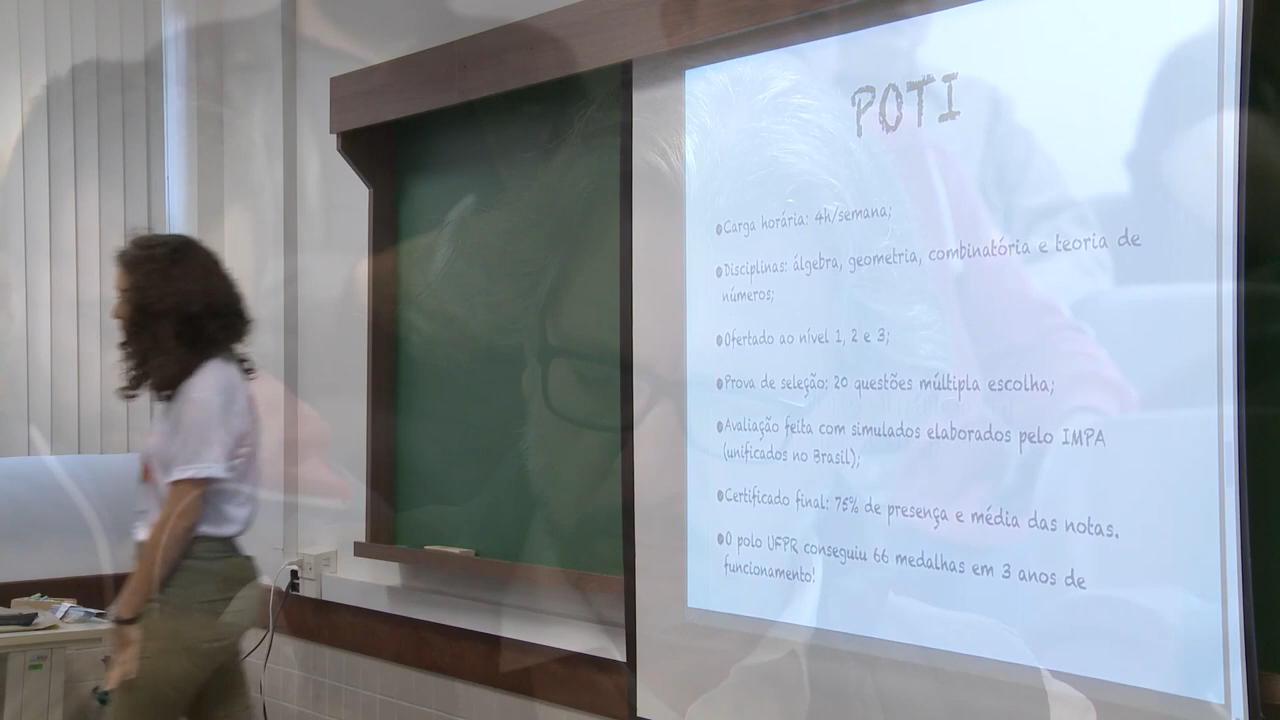 POTI
●Carga horária: 4h/semana;
●Disciplinas: álgebra, geometria, combinatória e teoria de
números;
●Ofertado ao nível 1, 2 e 3;
●Prova de seleção: 20 questões múltipla escolha;
●Avaliação feita com simulados elaborados pelo IMPA
(unificados no Brasil);
●Certificado final: 75% de presença e média das notas.
●O polo UFPR conseguiu 66 medalhas em 3 anos de
funcionamento!